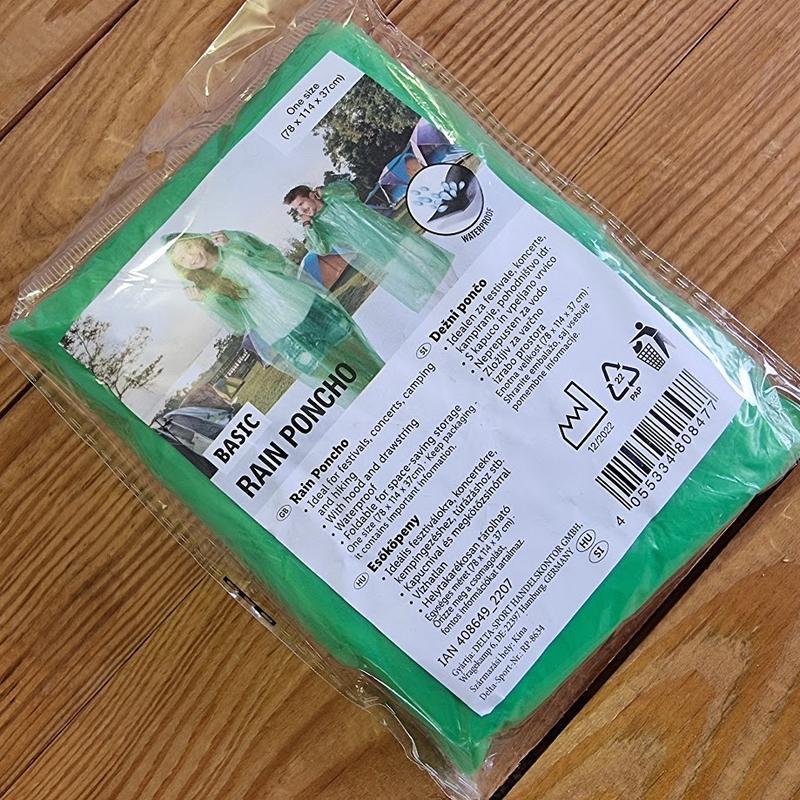 One size
(78 x 114 x 37cm)
WATERPROOF
BASIC
RAIN PONCHO
GB Rain Poncho
• Ideal for festivals, concerts, camping
and hiking
• With hood and drawstring
• Waterproof
• Foldable for space-saving storage
One size (78 x 114 x 37 cm) · Keep packaging -
it contains important information.
HU Esőköpeny
• Ideális fesztiválokra, koncertekre,
kempingezéshez, túrázáshoz stb.
• Kapucnival és megkötőzsinórral
• Vízhatlan
• Helytakarékosan tárolható
Egységes méret (78 x 114 x 37 cm) ·
Őrizze meg a csomagolást,
fontos információkat tartalmaz.
SI Dežni pončo
• Idealen za festivale, koncerte,
kampiranje, pohodništvo idr.
• S kapuco in vpeljano vrvico
• Neprepusten za vodo
• Zložljiv za varčno
izrabo prostora
Enotna velikost (78 x 114 x 37 cm) ·
Shranite embalažo, saj vsebuje
pomembne informacije.
12/2022
22
PAP
4 055334 808477
IAN 408649_2207
Gyártja: DELTA-SPORT HANDELSKONTOR GMBH,
Wragekamp 6, DE-22397 Hamburg, GERMANY
Származási hely: Kína
Delta-Sport-Nr.: RP-8634
HU
SI